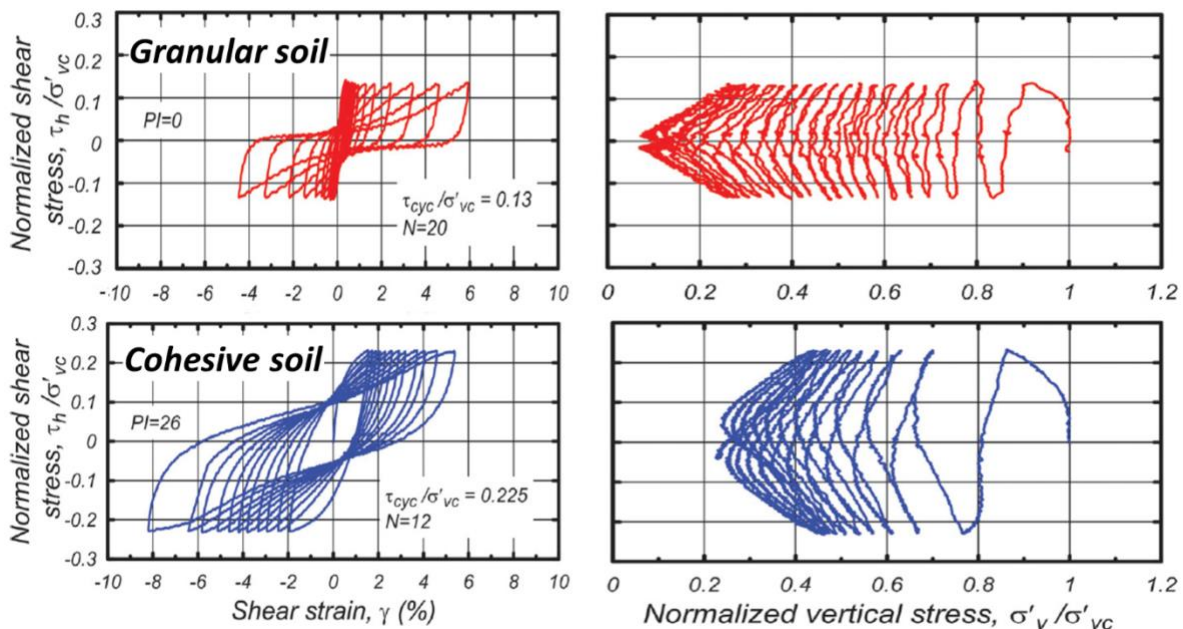 Normalized shear
stress, τh/σ'vc
0.3
0.2
0.1
0
-0.1
-0.2
-0.3
Granular soil
PI=0
τcyc/σ'vc = 0.13
N=20
-10 -8 -6 -4 -2 0 2 4 6 8 10
0 0.2 0.4 0.6 0.8 1 1.2
Normalized shear
stress, τh/σ'vc
0.3
0.2
0.1
0
-0.1
-0.2
-0.3
Cohesive soil
PI=26
τcyc/σ'vc = 0.225
N=12
-10 -8 -6 -4 -2 0 2 4 6 8 10
Shear strain, γ (%)
0 0.2 0.4 0.6 0.8 1 1.2
Normalized vertical stress, σ'v/σ'vc